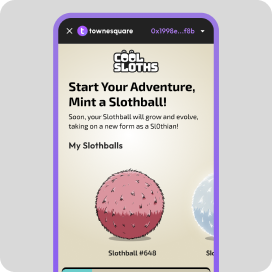 townesquare 0x1998e...f8b
COOL
SLOTHS
Start Your Adventure,
Mint a Slothball!
Soon, your Slothball will grow and evolve,
taking on a new form as a Sl0thian!
My Slothballs
Slothball #648